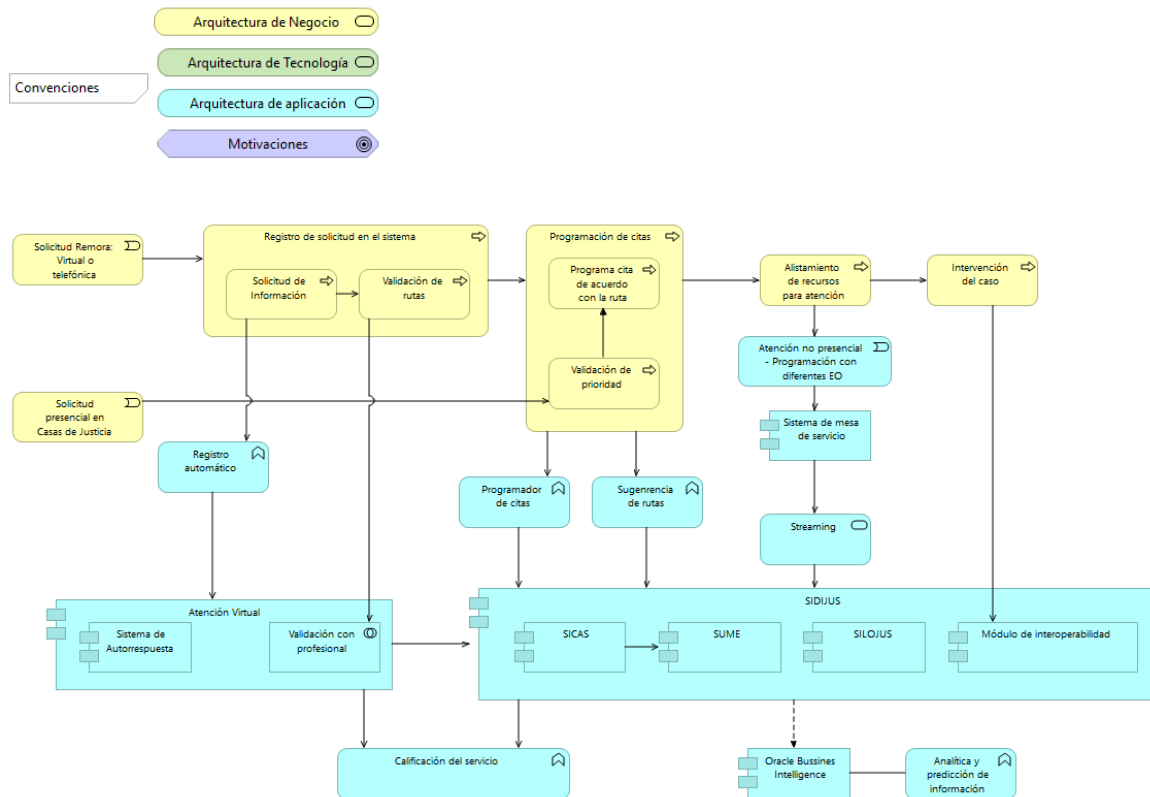 Arquitectura de Negocio
Arquitectura de Tecnología
Convenciones
Arquitectura de aplicación
Motivaciones
Solicitud Remora:
Virtual o
telefónica
Registro de solicitud en el sistema
Solicitud de
Información
Validación de
rutas
Programación de citas
Programa cita
de acuerdo
con la ruta
Validación de
prioridad
Alistamiento
de recursos
para atención
Intervención
del caso
Atención no presencial
- Programación con
diferentes EO
Solicitud
presencial en
Casas de Justicia
Sistema de mesa
de servicio
Registro
automático
Programador
de citas
Sugenrencia
de rutas
Streaming
Atención Virtual
Sistema de
Autorrespuesta
Validación con
profesional
SIDIJUS
SICAS
SUME
SILOJUS
Módulo de interoperabilidad
Calificación del servicio
Oracle Bussines
Intelligence
Analítica y
predicción de
información